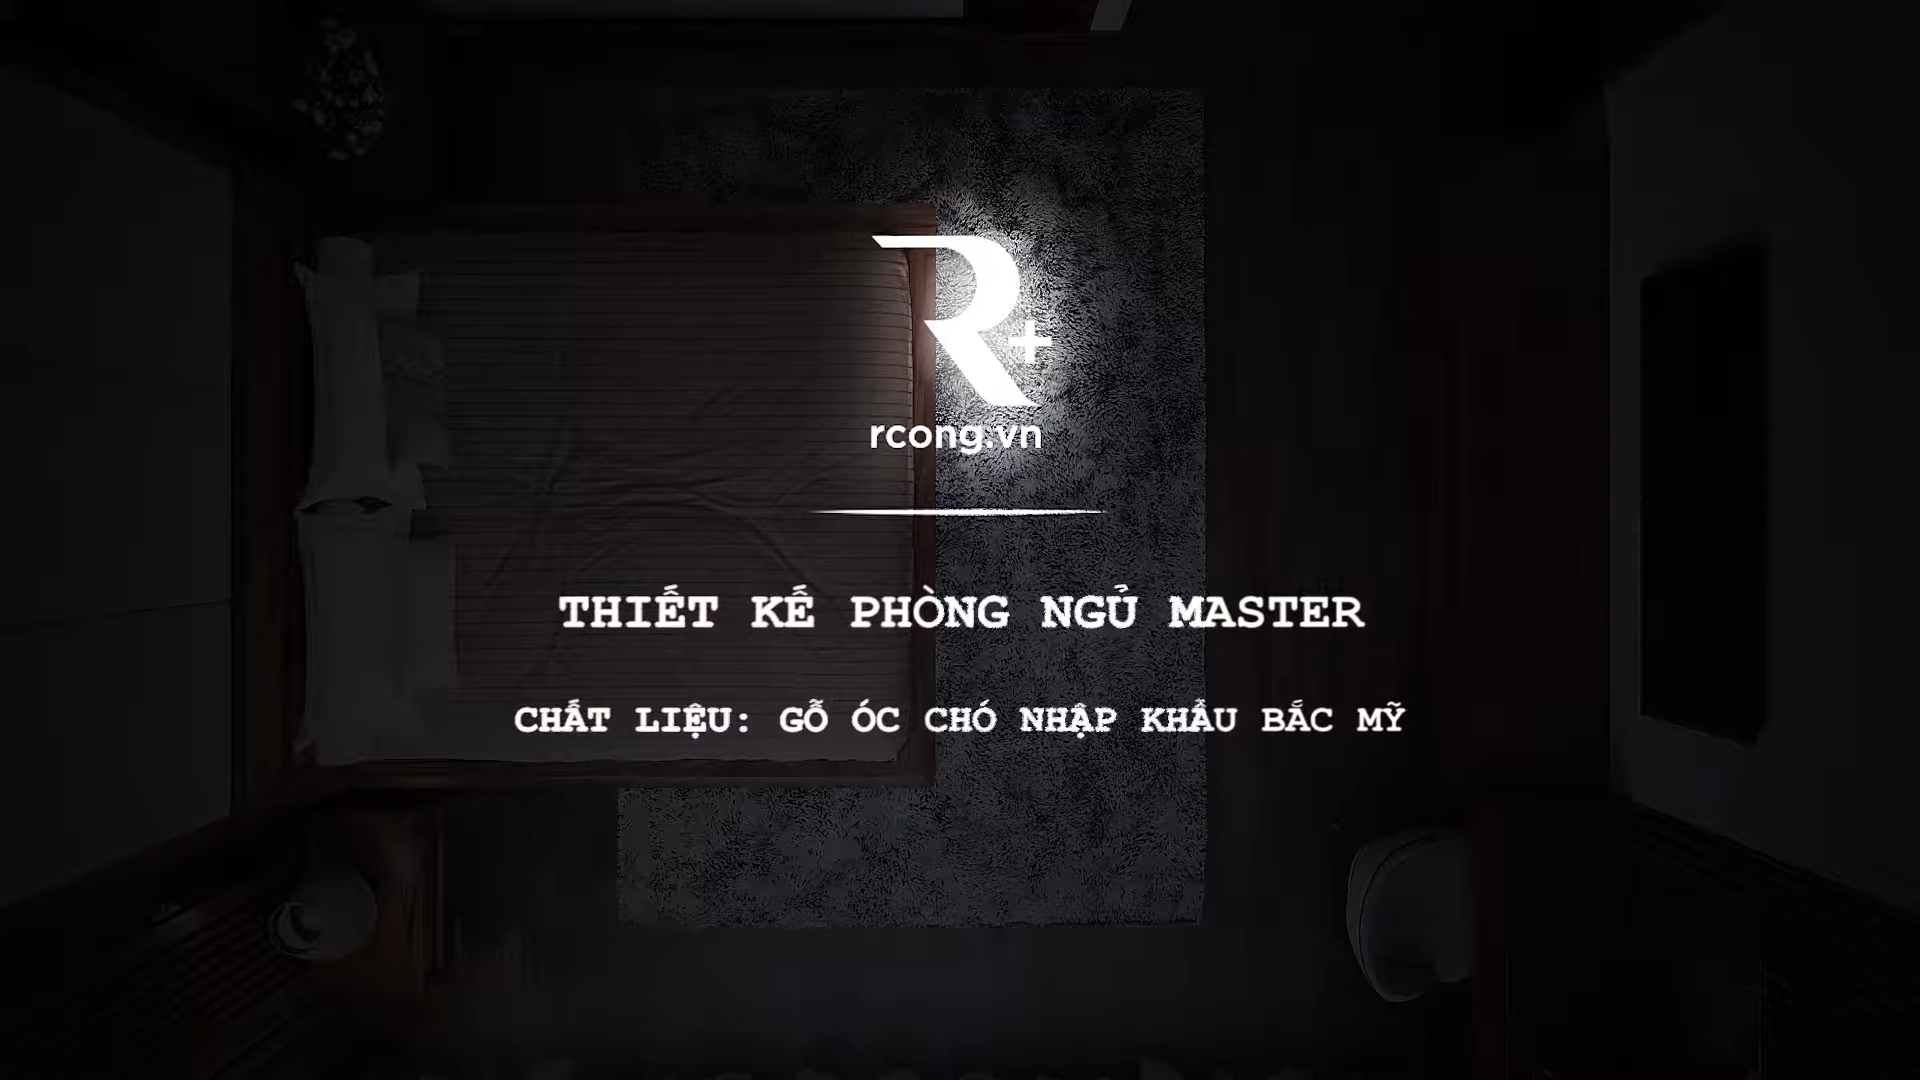 R+
rcong.vn
THIẾT KẾ PHÒNG NGỦ MASTER
CHẤT LIỆU: GỖ ÓC CHÓ NHẬP KHẨU BẮC MỸ